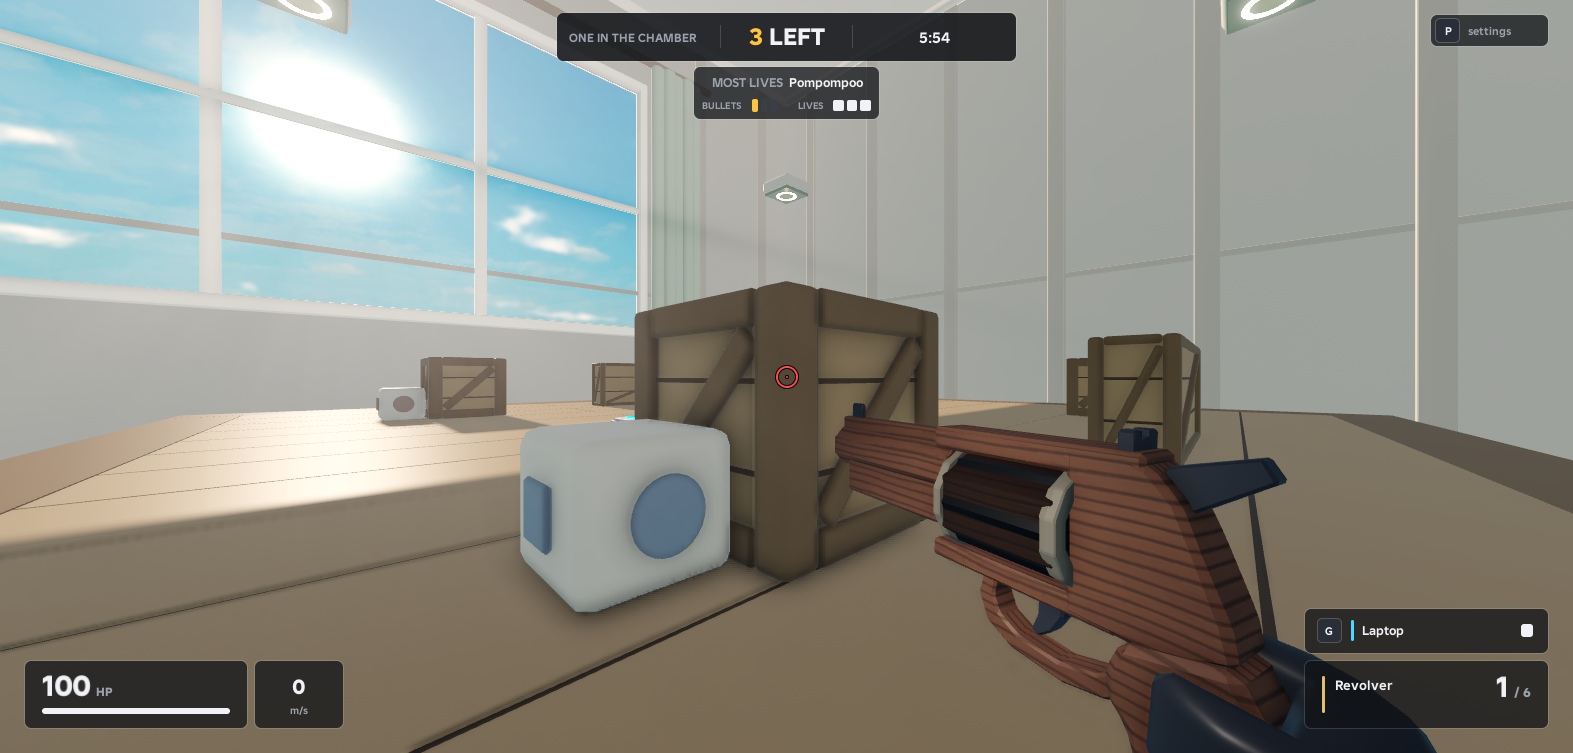 ONE IN THE CHAMBER 3 LEFT 5:54
P settings
MOST LIVES Pompompoo
BULLETS LIVES
G Laptop
100 HP
0
m/s
Revolver 1 / 6